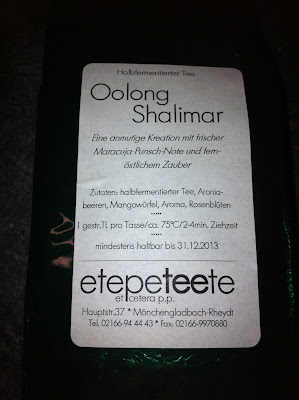 Halbfermentierter Tee
Oolong
Shalimar
Eine anmutige Kreation mit frischer
Maracuja-Punsch-Note und fern-
östlichem Zauber
Zutaten: halbfermentierter Tee, Aronia-
beeren, Mangowürfel, Aroma, Rosenblüten
•••••
1 gestr.TL pro Tasse/ca. 75°C/2-4min. Ziehzeit
•••••
mindestens haltbar bis 31.12.2013
etepeteete
et cetera p.p.
Hauptstr.37 * Mönchengladbach-Rheydt
Tel. 02166-94 44 43 * Fax: 02166-9970880